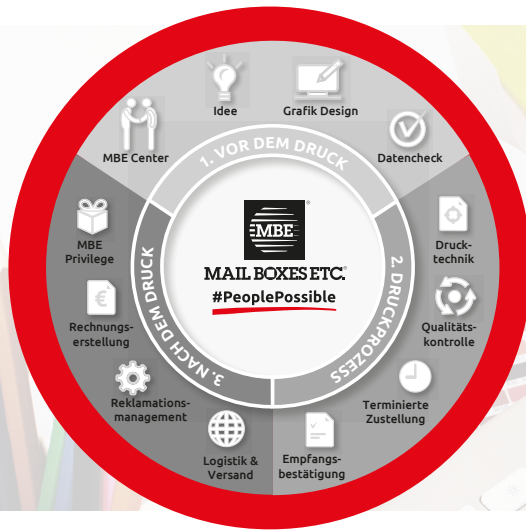 Idee
Grafik Design
MBE Center
Datencheck
1. VOR DEM DRUCK
Druck-
technik
Qualitäts-
kontrolle
2. DRUCKPROZESS
Terminierte
Zustellung
Empfangs-
bestätigung
Logistik &
Versand
Reklamations-
management
3. NACH DEM DRUCK
Rechnungs-
erstellung
€
MBE
Privilege
MBE
®
MAIL BOXES ETC.®
#PeoplePossible